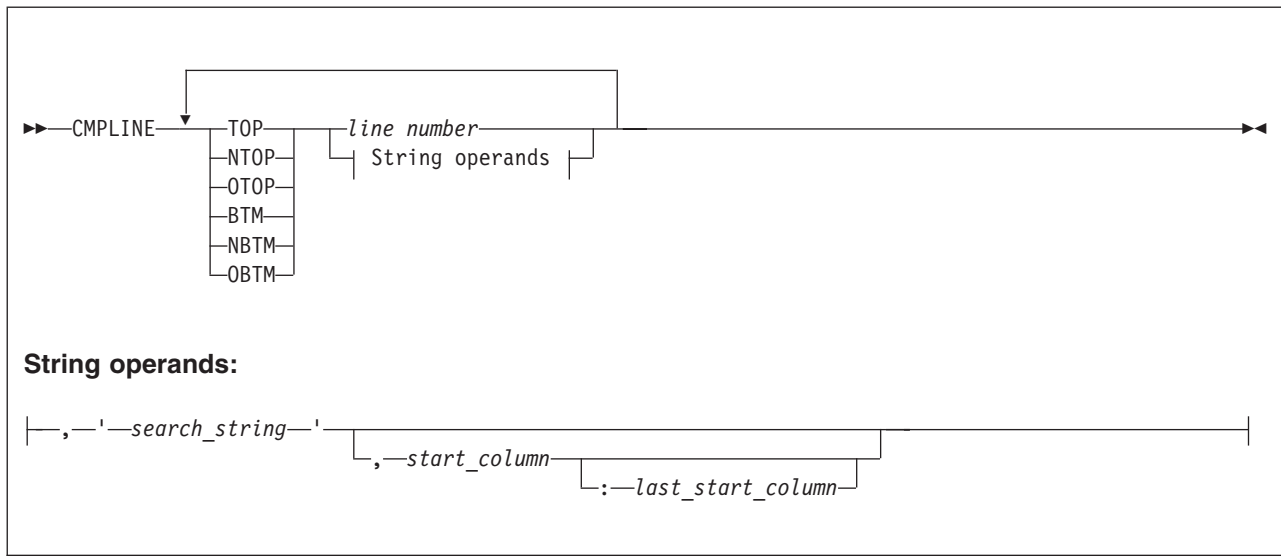 CMPLINE TOP line number
NTOP String operands
OTOP
BTM
NBTM
OBTM
String operands:
, ' search_string '
, start_column
: last_start_column